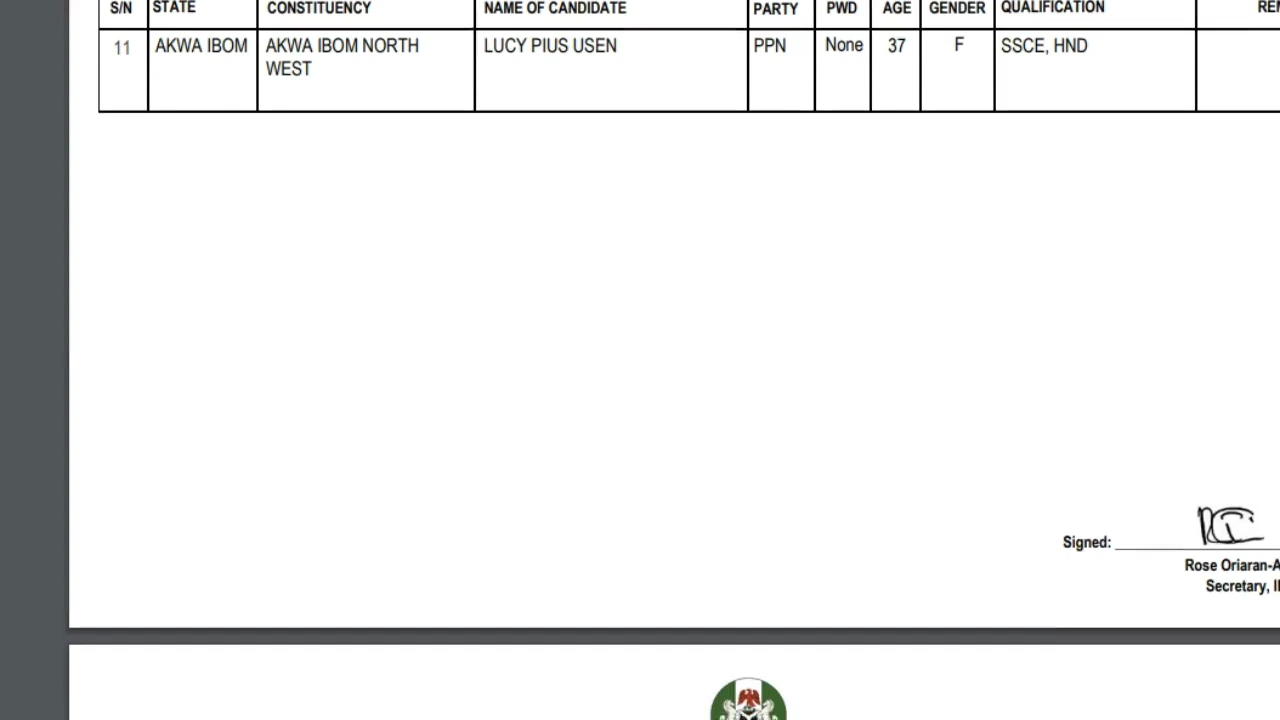 S/N STATE CONSTITUENCY NAME OF CANDIDATE PARTY PWD AGE GENDER QUALIFICATION
11 AKWA IBOM AKWA IBOM NORTH LUCY PIUS USEN PPN None 37 F SSCE, HND
WEST
Signed:
Rose Oriaran-A
Secretary,